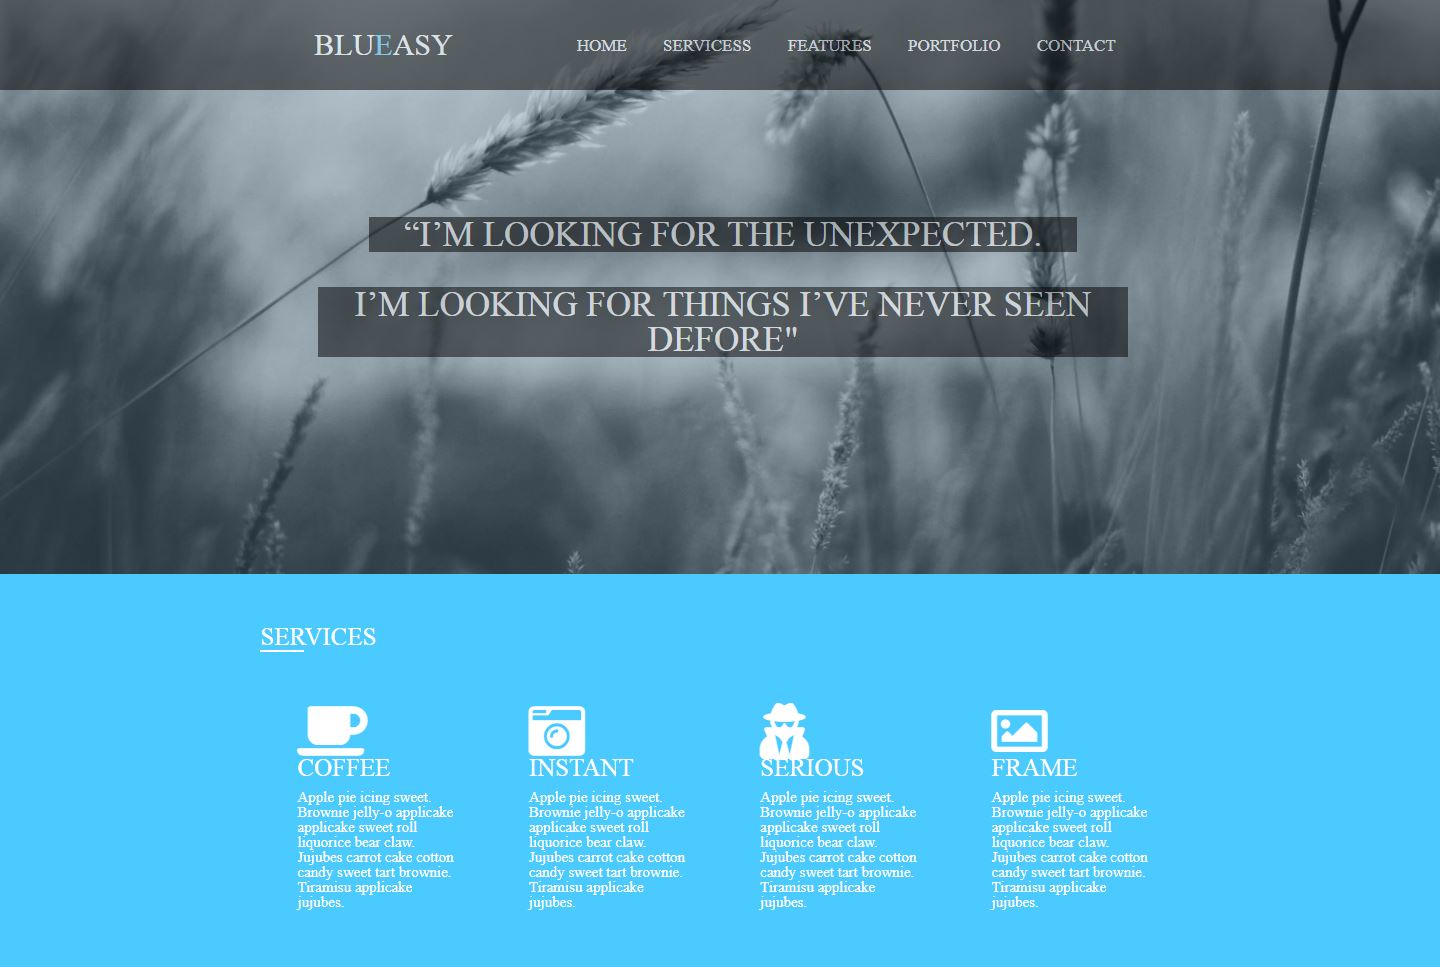 BLUEASY
HOME SERVICESS FEATURES PORTFOLIO CONTACT
“I’M LOOKING FOR THE UNEXPECTED.
I’M LOOKING FOR THINGS I’VE NEVER SEEN
DEFORE"
SERVICES
COFFEE
Apple pie icing sweet.
Brownie jelly-o applicake
applicake sweet roll
liquorice bear claw.
Jujubes carrot cake cotton
candy sweet tart brownie.
Tiramisu applicake
jujubes.
INSTANT
Apple pie icing sweet.
Brownie jelly-o applicake
applicake sweet roll
liquorice bear claw.
Jujubes carrot cake cotton
candy sweet tart brownie.
Tiramisu applicake
jujubes.
SERIOUS
Apple pie icing sweet.
Brownie jelly-o applicake
applicake sweet roll
liquorice bear claw.
Jujubes carrot cake cotton
candy sweet tart brownie.
Tiramisu applicake
jujubes.
FRAME
Apple pie icing sweet.
Brownie jelly-o applicake
applicake sweet roll
liquorice bear claw.
Jujubes carrot cake cotton
candy sweet tart brownie.
Tiramisu applicake
jujubes.